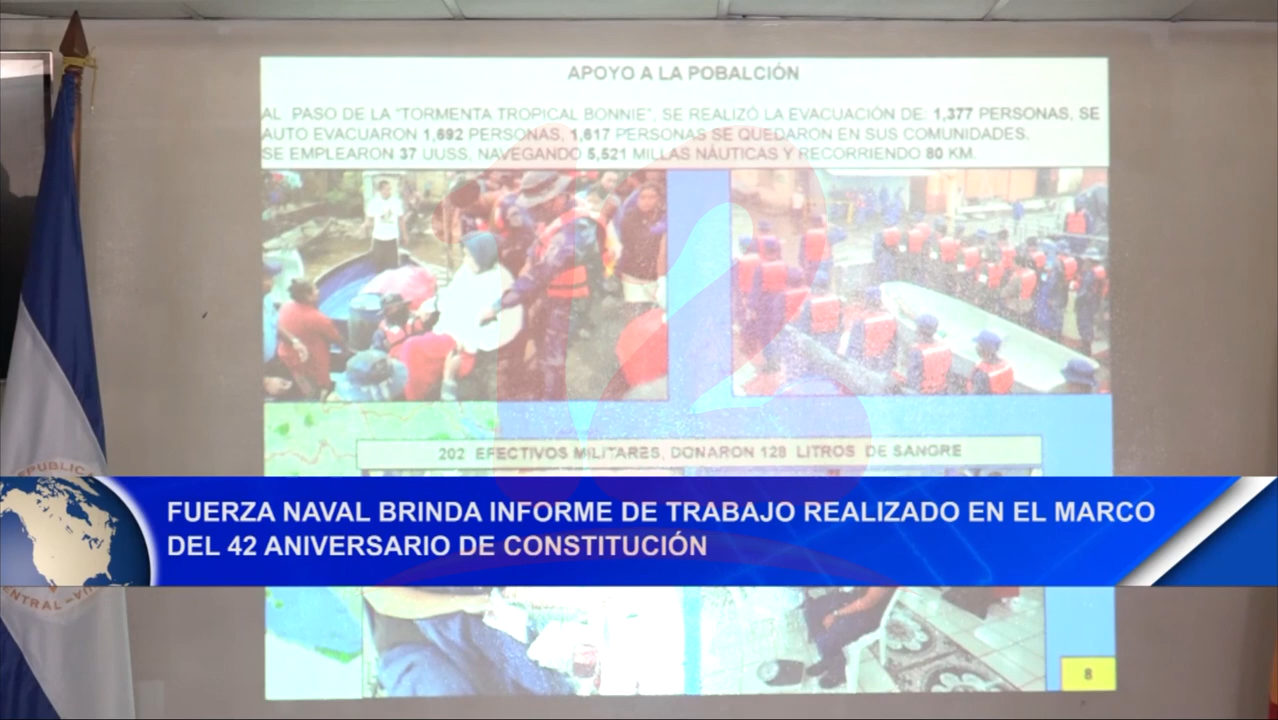 APOYO A LA POBALCIÓN
AL PASO DE LA "TORMENTA TROPICAL BONNIE", SE REALIZÓ LA EVACUACIÓN DE: 1,377 PERSONAS, SE
AUTO EVACUARON 1,692 PERSONAS, 1,617 PERSONAS SE QUEDARON EN SUS COMUNIDADES.
SE EMPLEARON 37 UUSS, NAVEGANDO 5,521 MILLAS NÁUTICAS Y RECORRIENDO 80 KM.
202 EFECTIVOS MILITARES, DONARON 128 LITROS DE SANGRE
REPUBLICA
FUERZA NAVAL BRINDA INFORME DE TRABAJO REALIZADO EN EL MARCO
DEL 42 ANIVERSARIO DE CONSTITUCIÓN
8